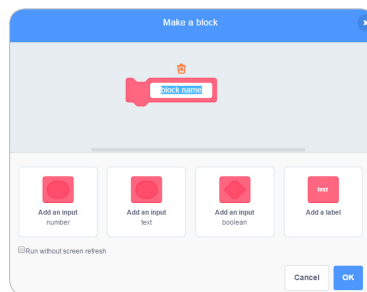 Make a block
block name
text
Add an input
number
Add an input
text
Add an input
boolean
Add a label
Run without screen refresh
Cancel
OK